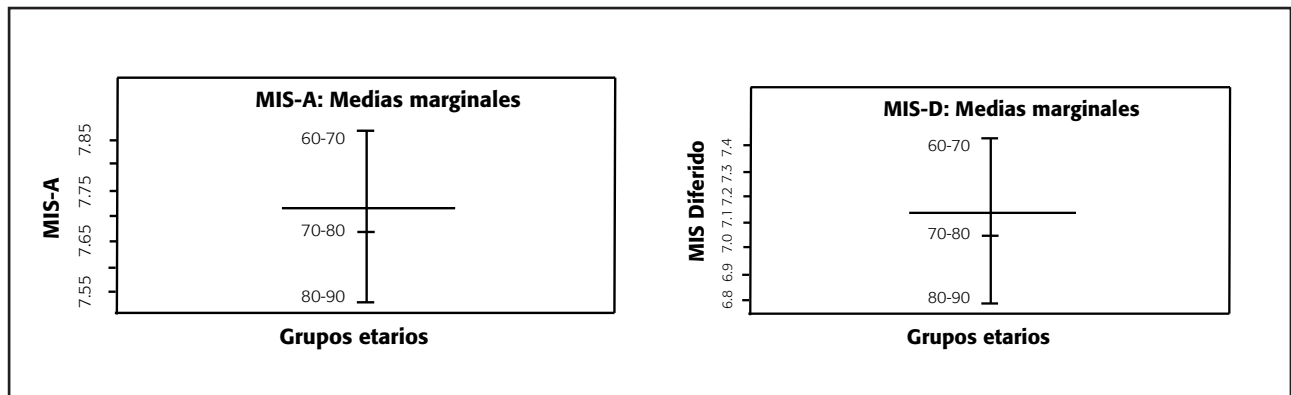 MIS-A: Medias marginales
MIS-A
7.85
7.75
7.65
7.55
60-70
70-80
80-90
Grupos etarios
MIS-D: Medias marginales
MIS Diferido
7.4
7.3
7.2
7.1
7.0
6.9
6.8
60-70
70-80
80-90
Grupos etarios